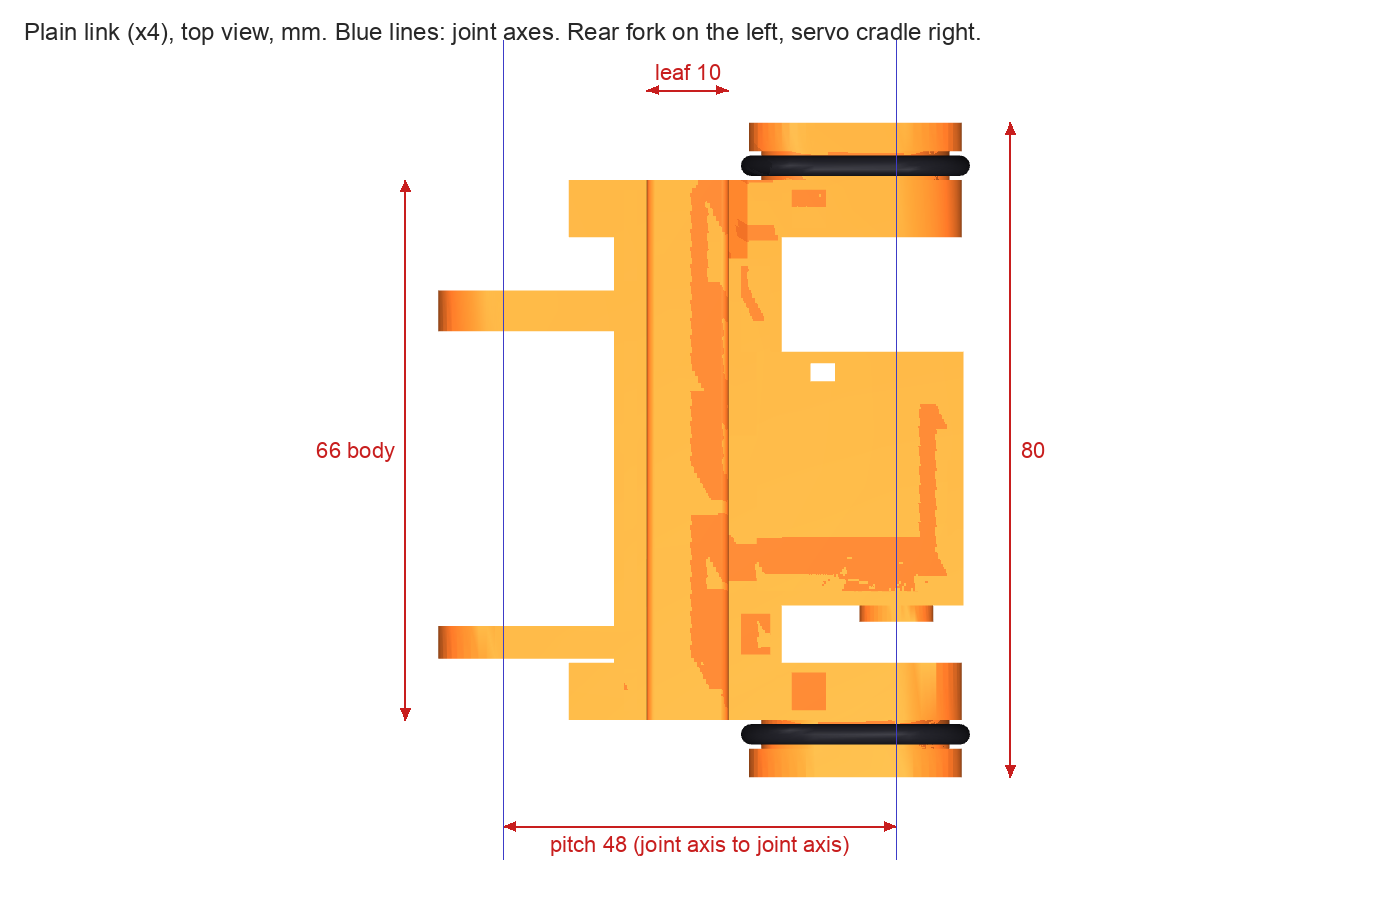 Plain link (x4), top view, mm. Blue lines: joint axes. Rear fork on the left, servo cradle right.
leaf 10
66 body
80
pitch 48 (joint axis to joint axis)